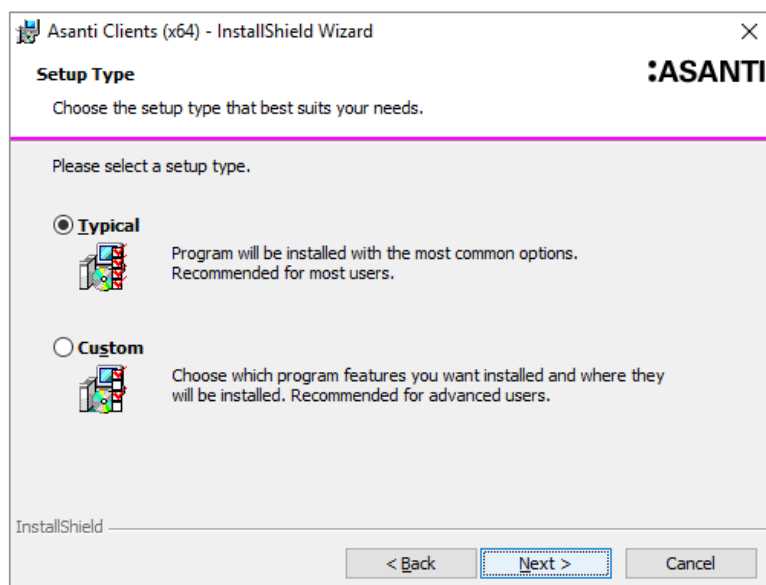 Asanti Clients (x64) - InstallShield Wizard
Setup Type
:ASANTI
Choose the setup type that best suits your needs.
Please select a setup type.
Typical
Program will be installed with the most common options.
Recommended for most users.
Custom
Choose which program features you want installed and where they
will be installed. Recommended for advanced users.
InstallShield
< Back
Next >
Cancel